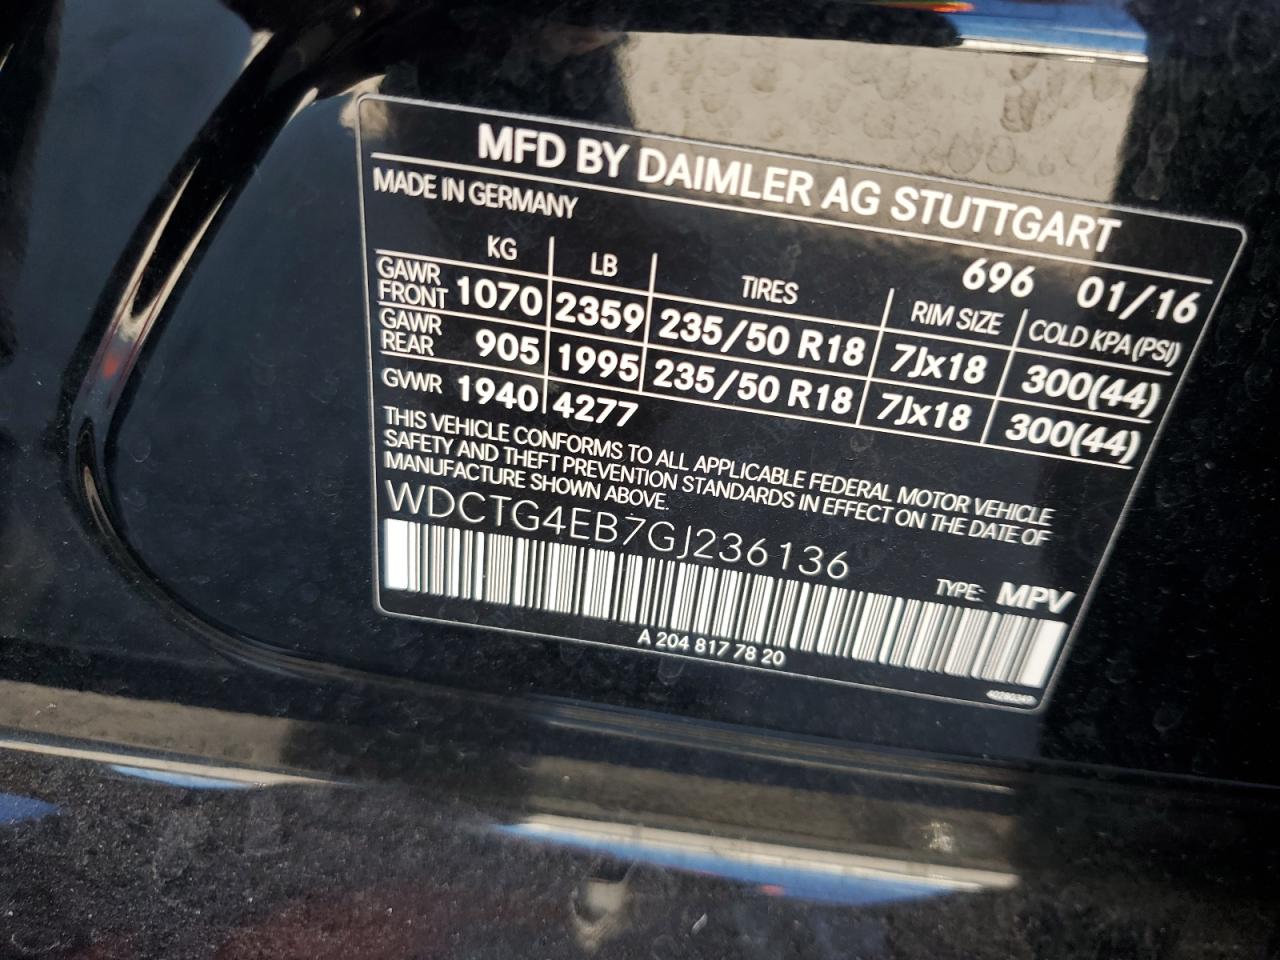 MFD BY DAIMLER AG STUTTGART
MADE IN GERMANY
696 01/16
KG LB TIRES RIM SIZE COLD KPA (PSI)
GAWR FRONT 1070 2359 235/50 R18 7Jx18 300(44)
GAWR REAR 905 1995 235/50 R18 7Jx18 300(44)
GVWR 1940 4277
THIS VEHICLE CONFORMS TO ALL APPLICABLE FEDERAL MOTOR VEHICLE
SAFETY AND THEFT PREVENTION STANDARDS IN EFFECT ON THE DATE OF
MANUFACTURE SHOWN ABOVE.
WDCTG4EB7GJ236136
TYPE: MPV
A 204 817 78 20